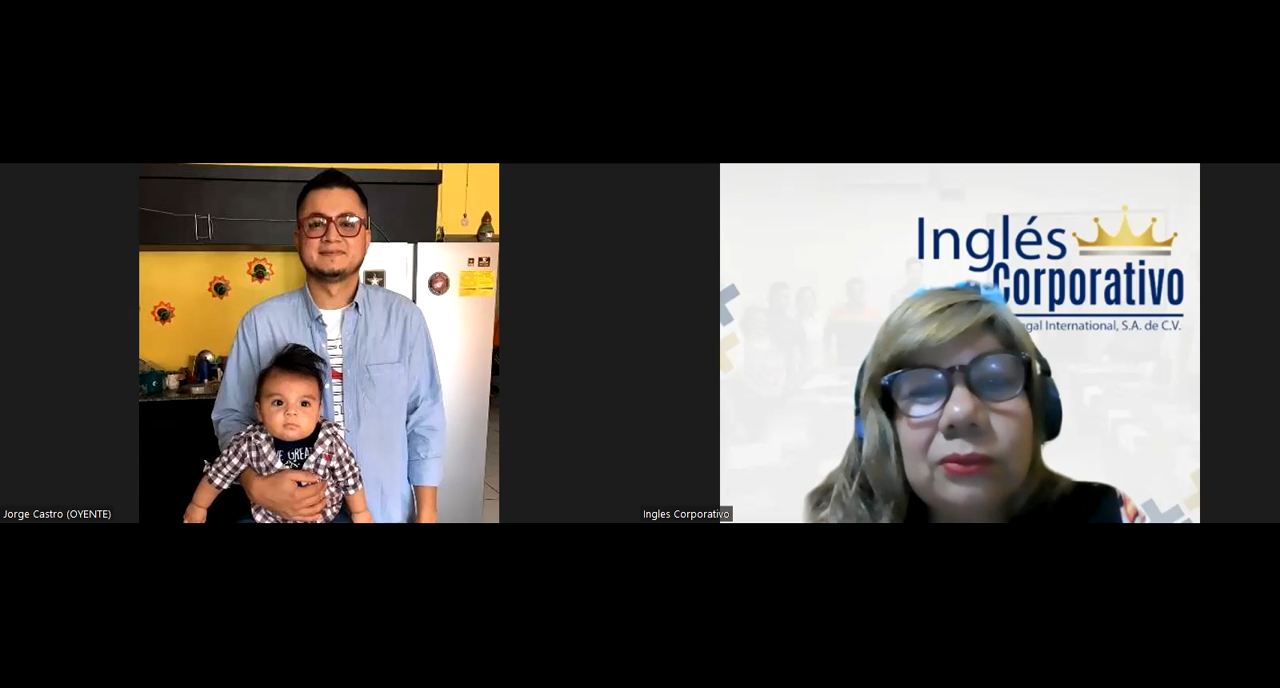 Jorge Castro (OYENTE)
Inglés
Corporativo
gal International, S.A. de C.V.
Ingles Corporativo